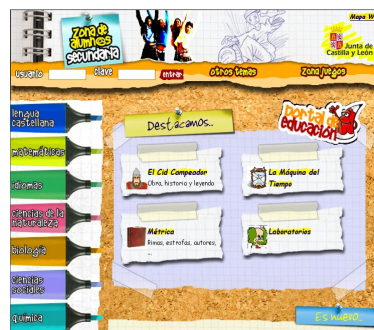 Mapa W
zona de
alumn@s
secundaria
Junta de
Castilla y León
usuario
clave
entrar
otros temas
zona juegos
lengua
castellana
matemáticas
idiomas
ciencias de la
naturaleza
biología
ciencias
sociales
química
Destacamos...
portal de
educación
El Cid Campeador
Obra, historia y leyenda
La Máquina del
Tiempo
Métrica
Rimas, estrofas, autores,
...
Laboratorios
Es nuevo...